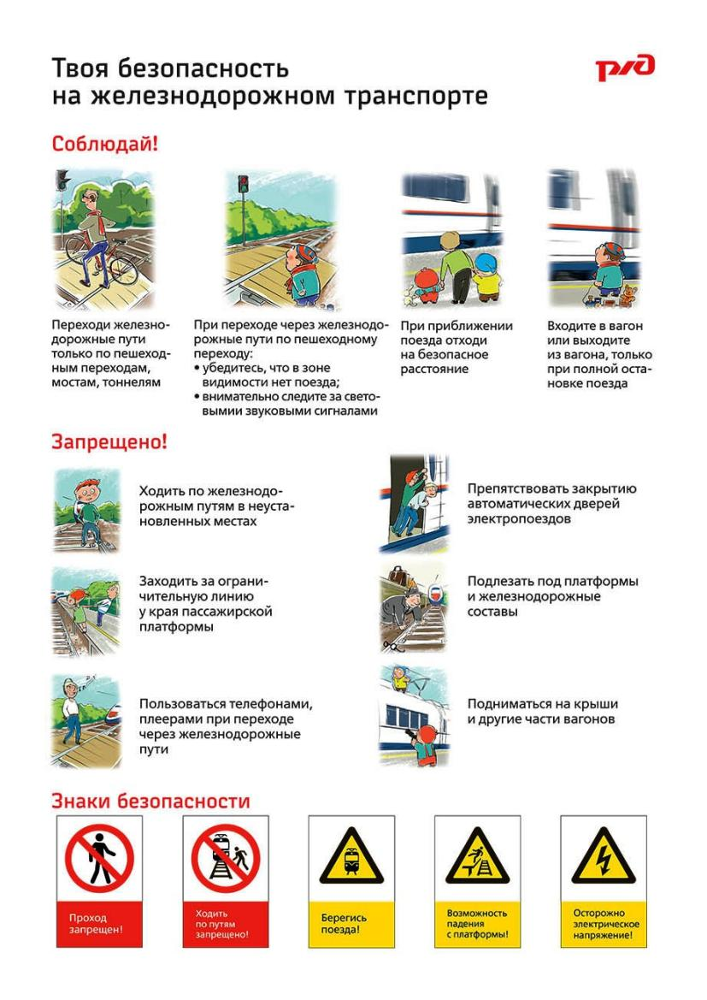 Твоя безопасность
на железнодорожном транспорте
ржд
Соблюдай!
Переходи железно-
дорожные пути
только по пешеход-
ным переходам,
мостам, тоннелям
При переходе через железнодо-
рожные пути по пешеходному
переходу:
• убедитесь, что в зоне
видимости нет поезда;
• внимательно следите за свето-
выми звуковыми сигналами
При приближении
поезда отходи
на безопасное
расстояние
Входите в вагон
или выходите
из вагона, только
при полной оста-
новке поезда
Запрещено!
Ходить по железнодо-
рожным путям в неуста-
новленных местах
Препятствовать закрытию
автоматических дверей
электропоездов
Заходить за ограни-
чительную линию
у края пассажирской
платформы
Подлезать под платформы
и железнодорожные
составы
Пользоваться телефонами,
плеерами при переходе
через железнодорожные
пути
Подниматься на крыши
и другие части вагонов
Знаки безопасности
Проход
запрещен!
Ходить
по путям
запрещено!
Берегись
поезда!
Возможность
падения
с платформы!
Осторожно
электрическое
напряжение!